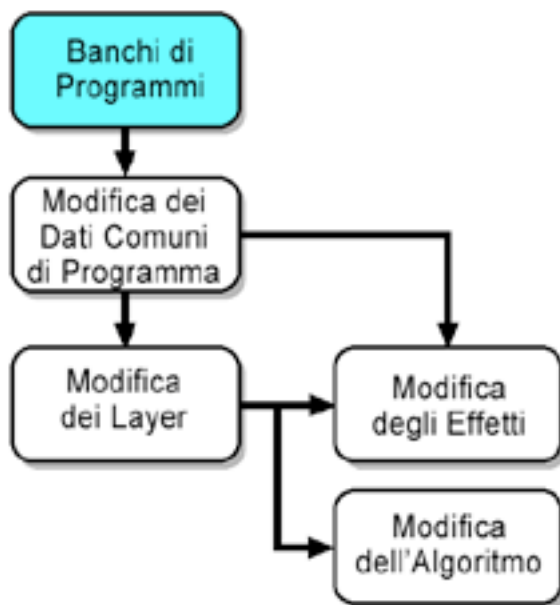 Banchi di
Programmi
Modifica dei
Dati Comuni
di Programma
Modifica
dei Layer
Modifica
degli Effetti
Modifica
dell'Algoritmo